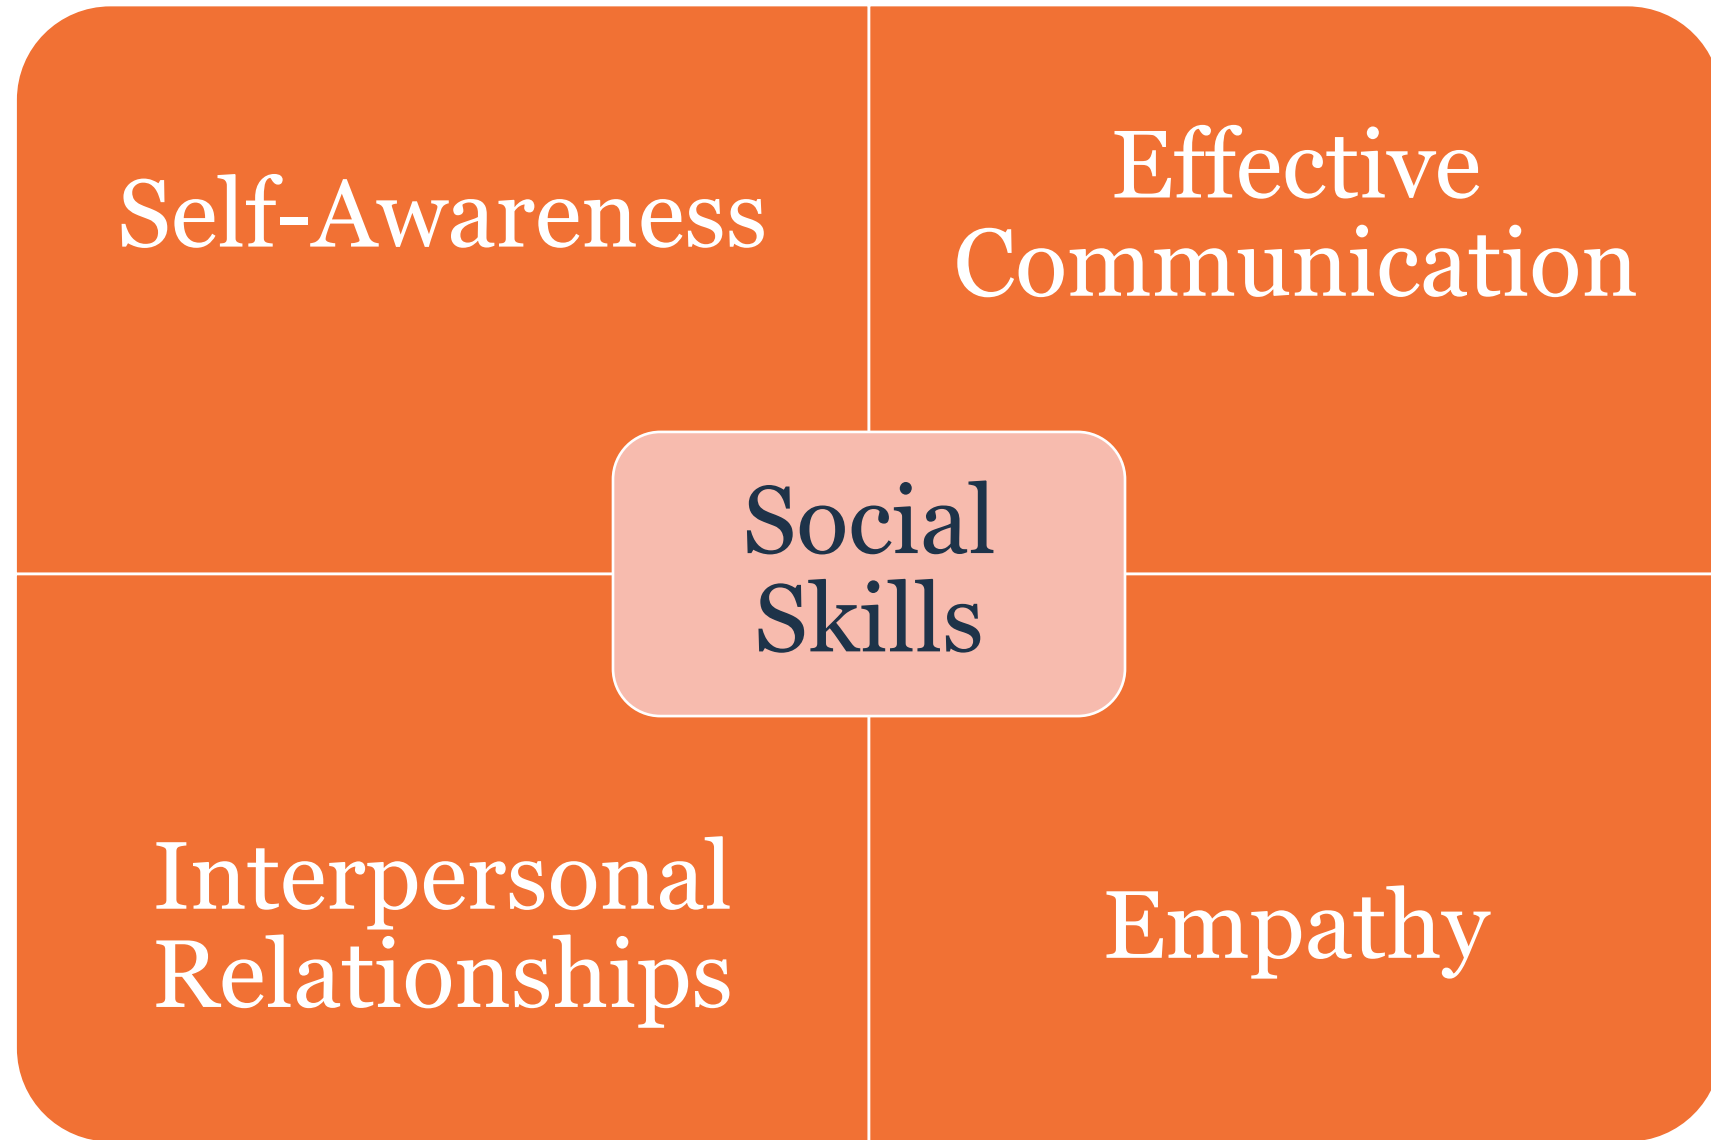 Self-Awareness
Effective
Communication
Social
Skills
Interpersonal
Relationships
Empathy